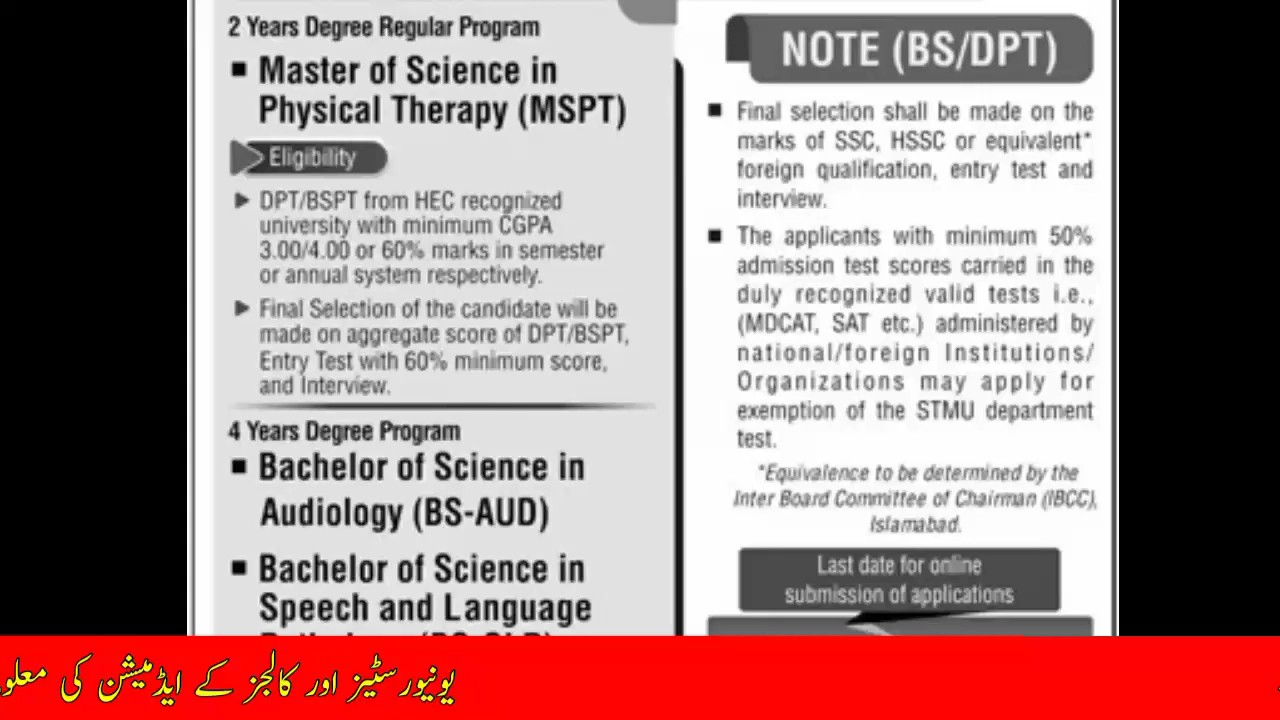 2 Years Degree Regular Program
■ Master of Science in
Physical Therapy (MSPT)
Eligibility
▶ DPT/BSPT from HEC recognized
university with minimum CGPA
3.00/4.00 or 60% marks in semester
or annual system respectively.
▶ Final Selection of the candidate will be
made on aggregate score of DPT/BSPT,
Entry Test with 60% minimum score,
and Interview.
4 Years Degree Program
■ Bachelor of Science in
Audiology (BS-AUD)
■ Bachelor of Science in
Speech and Language
NOTE (BS/DPT)
■ Final selection shall be made on the
marks of SSC, HSSC or equivalent*
foreign qualification, entry test and
interview.
■ The applicants with minimum 50%
admission test scores carried in the
duly recognized valid tests i.e.,
(MDCAT, SAT etc.) administered by
national/foreign Institutions/
Organizations may apply for
exemption of the STMU department
test.
*Equivalence to be determined by the
Inter Board Committee of Chairman (IBCC),
Islamabad.
Last date for online
submission of applications
یونیورسٹیز اور کالجز کے ایڈمیشن کی